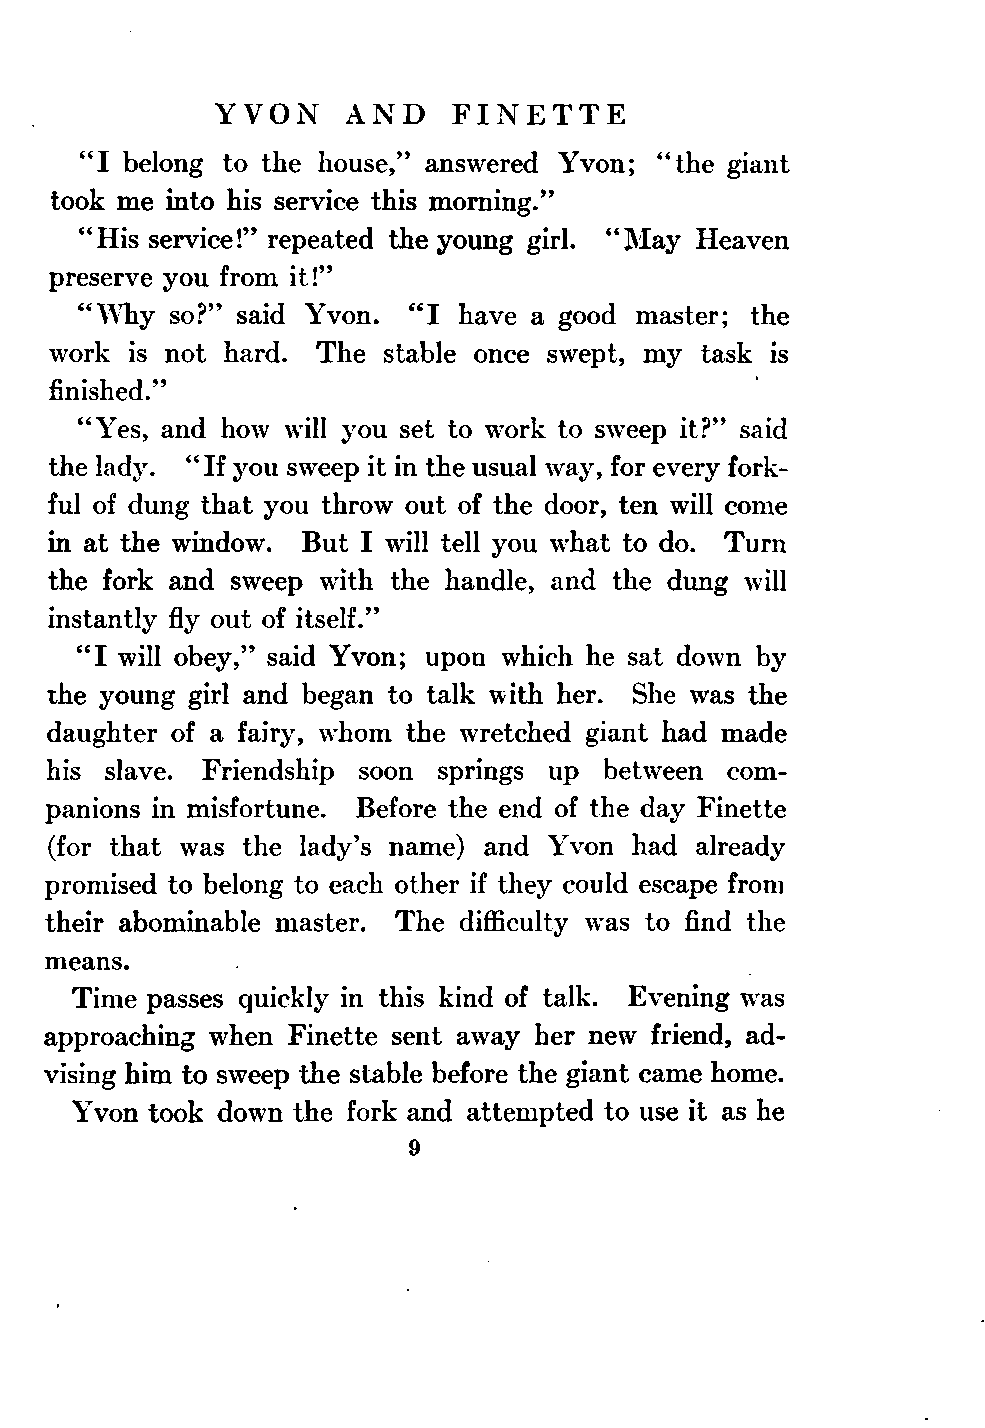 YVON AND FINETTE
"I belong to the house," answered Yvon; "the giant
took me into his service this morning."
"His service!" repeated the young girl. "May Heaven
preserve you from it!"
"Why so?" said Yvon. "I have a good master; the
work is not hard. The stable once swept, my task is
finished."
"Yes, and how will you set to work to sweep it?" said
the lady. "If you sweep it in the usual way, for every fork-
ful of dung that you throw out of the door, ten will come
in at the window. But I will tell you what to do. Turn
the fork and sweep with the handle, and the dung will
instantly fly out of itself."
"I will obey," said Yvon; upon which he sat down by
the young girl and began to talk with her. She was the
daughter of a fairy, whom the wretched giant had made
his slave. Friendship soon springs up between com-
panions in misfortune. Before the end of the day Finette
(for that was the lady's name) and Yvon had already
promised to belong to each other if they could escape from
their abominable master. The difficulty was to find the
means.
Time passes quickly in this kind of talk. Evening was
approaching when Finette sent away her new friend, ad-
vising him to sweep the stable before the giant came home.
Yvon took down the fork and attempted to use it as he
9